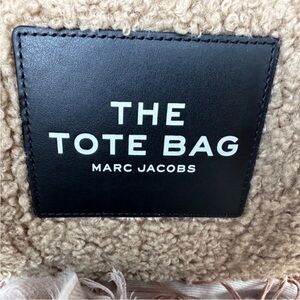 THE
TOTE BAG
MARC JACOBS